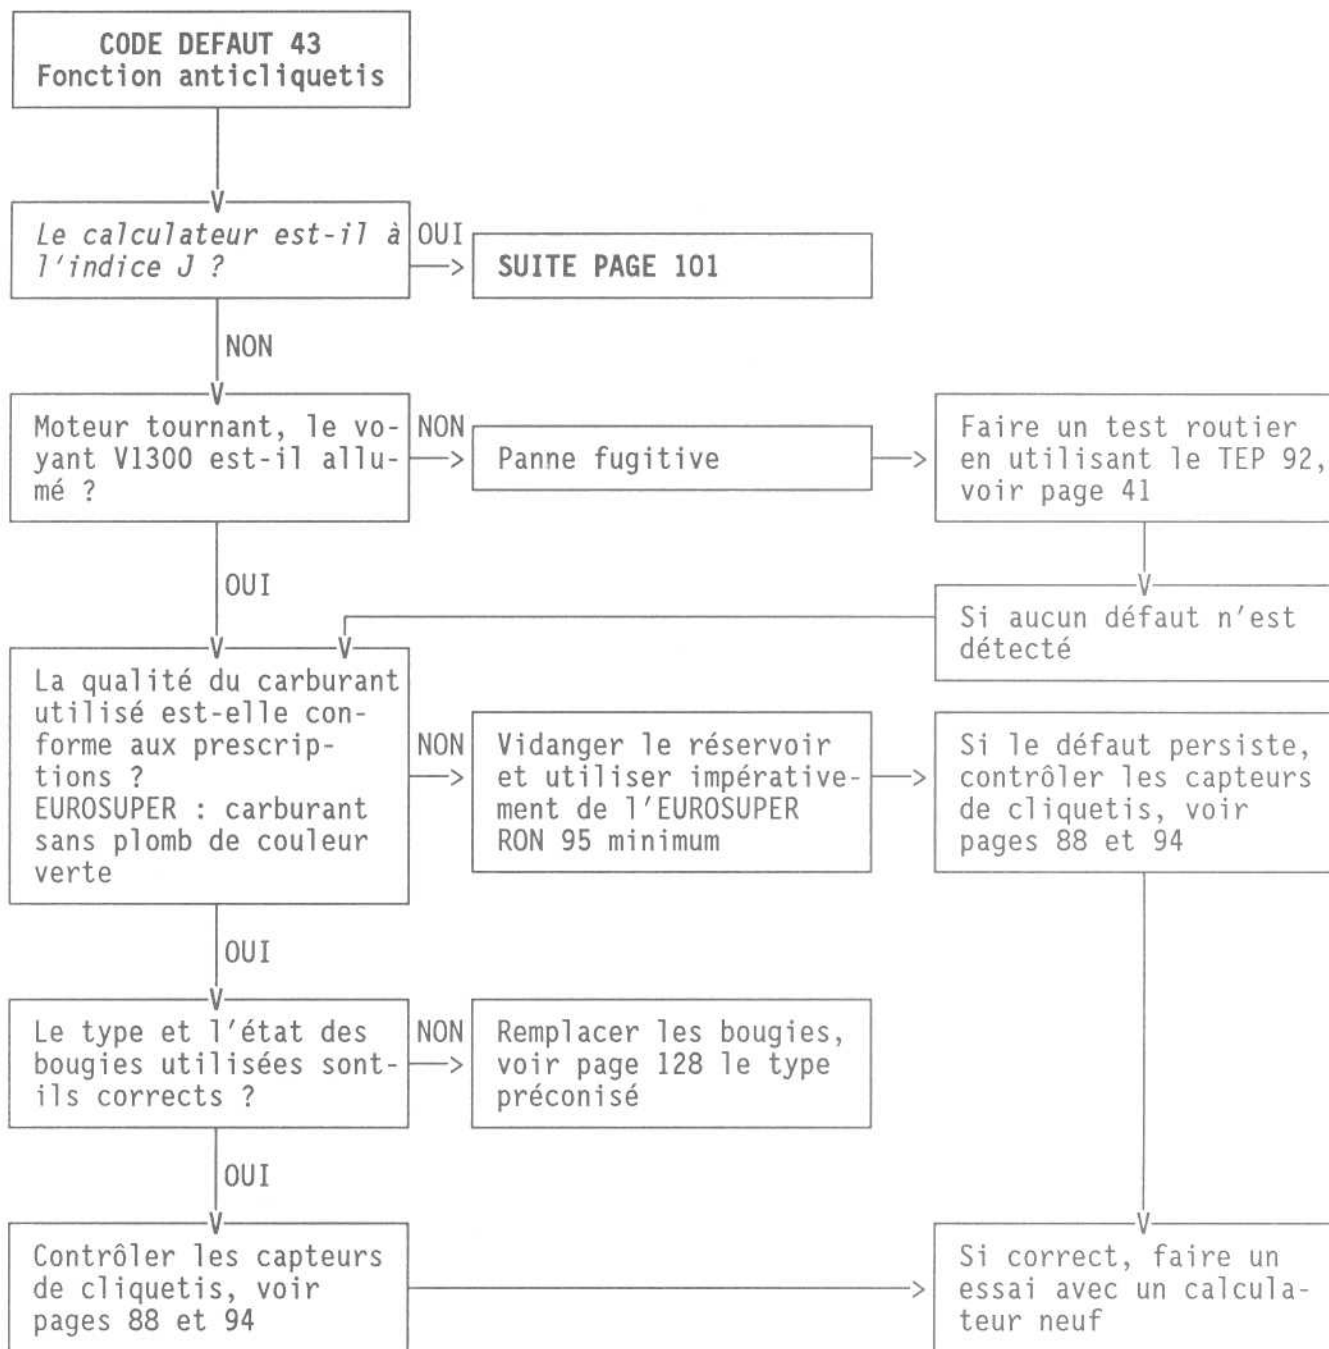 CODE DEFAUT 43
Fonction anticliquetis
V
Le calculateur est-il à
l'indice J ?
OUI
>
SUITE PAGE 101
NON
V
Moteur tournant, le vo-
yant V1300 est-il allu-
mé ?
NON
>
Panne fugitive
>
Faire un test routier
en utilisant le TEP 92,
voir page 41
OUI
V
Si aucun défaut n'est
détecté
V
V
La qualité du carburant
utilisé est-elle con-
forme aux prescrip-
tions ?
EUROSUPER : carburant
sans plomb de couleur
verte
NON
>
Vidanger le réservoir
et utiliser impérative-
ment de l'EUROSUPER
RON 95 minimum
>
Si le défaut persiste,
contrôler les capteurs
de cliquetis, voir
pages 88 et 94
OUI
V
Le type et l'état des
bougies utilisées sont-
ils corrects ?
NON
>
Remplacer les bougies,
voir page 128 le type
préconisé
OUI
V
Contrôler les capteurs
de cliquetis, voir
pages 88 et 94
>
V
Si correct, faire un
essai avec un calcula-
teur neuf